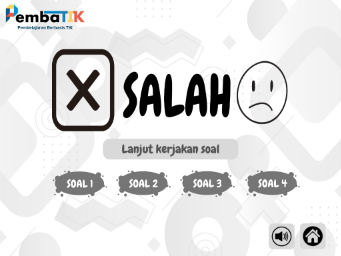 PembaTIK
Pembelajaran Berbasis TIK
X SALAH
Lanjut kerjakan soal
SOAL 1 SOAL 2 SOAL 3 SOAL 4